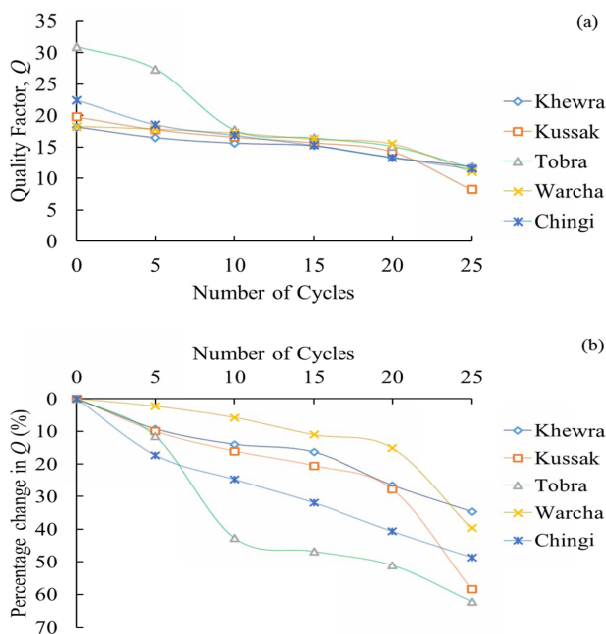 (a)
Quality Factor, Q
35
30
25
20
15
10
5
0
0 5 10 15 20 25
Number of Cycles
Khewra
Kussak
Tobra
Warcha
Chingi
(b)
Number of Cycles
0 5 10 15 20 25
Percentage change in Q (%)
0
10
20
30
40
50
60
70
Khewra
Kussak
Tobra
Warcha
Chingi